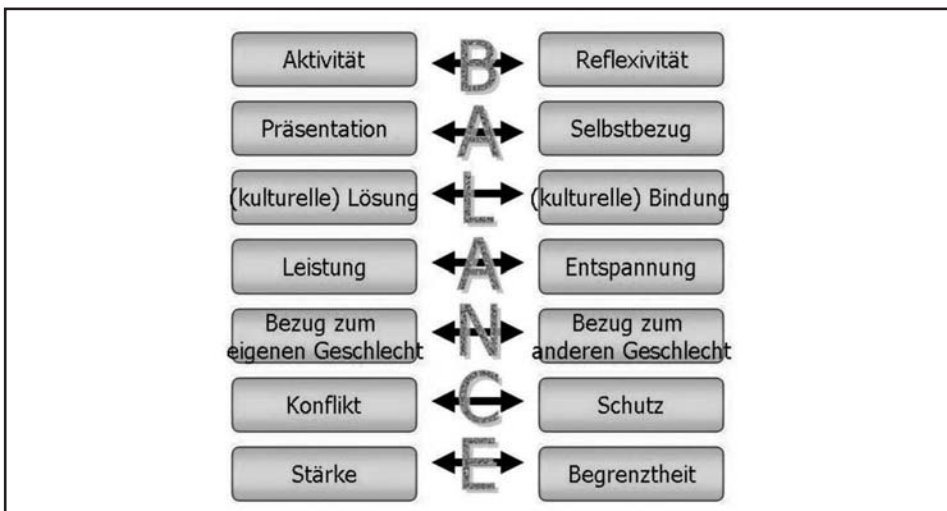 Aktivität B Reflexivität
Präsentation A Selbstbezug
(kulturelle) Lösung L (kulturelle) Bindung
Leistung A Entspannung
Bezug zum eigenen Geschlecht N Bezug zum anderen Geschlecht
Konflikt C Schutz
Stärke E Begrenztheit